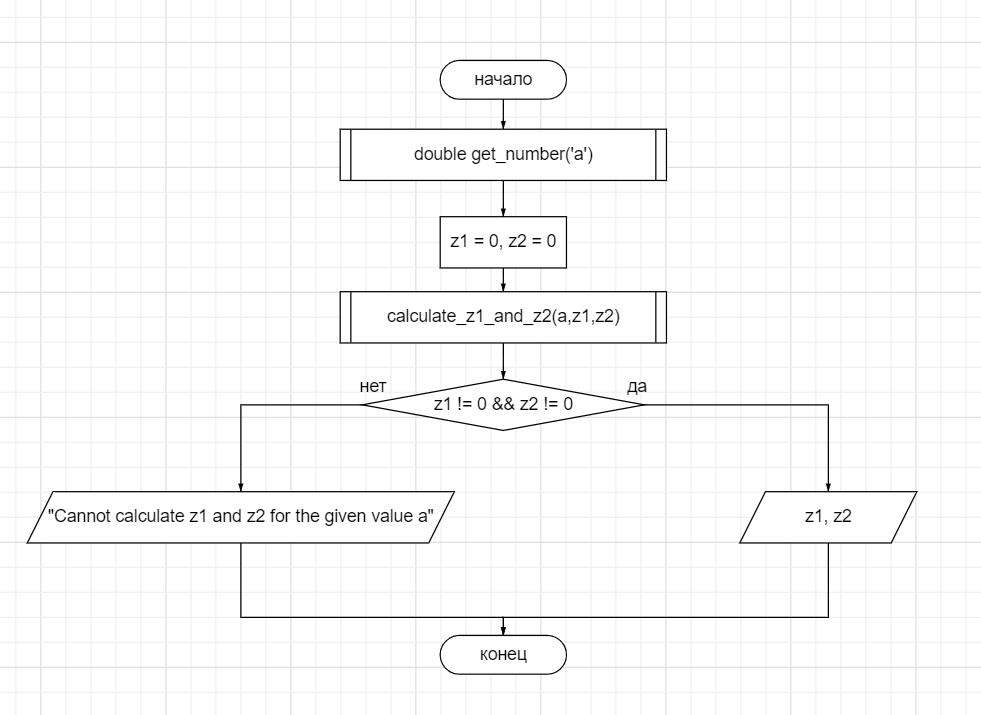 начало
double get_number('a')
z1 = 0, z2 = 0
calculate_z1_and_z2(a,z1,z2)
нет
да
z1 != 0 && z2 != 0
"Cannot calculate z1 and z2 for the given value a"
z1, z2
конец